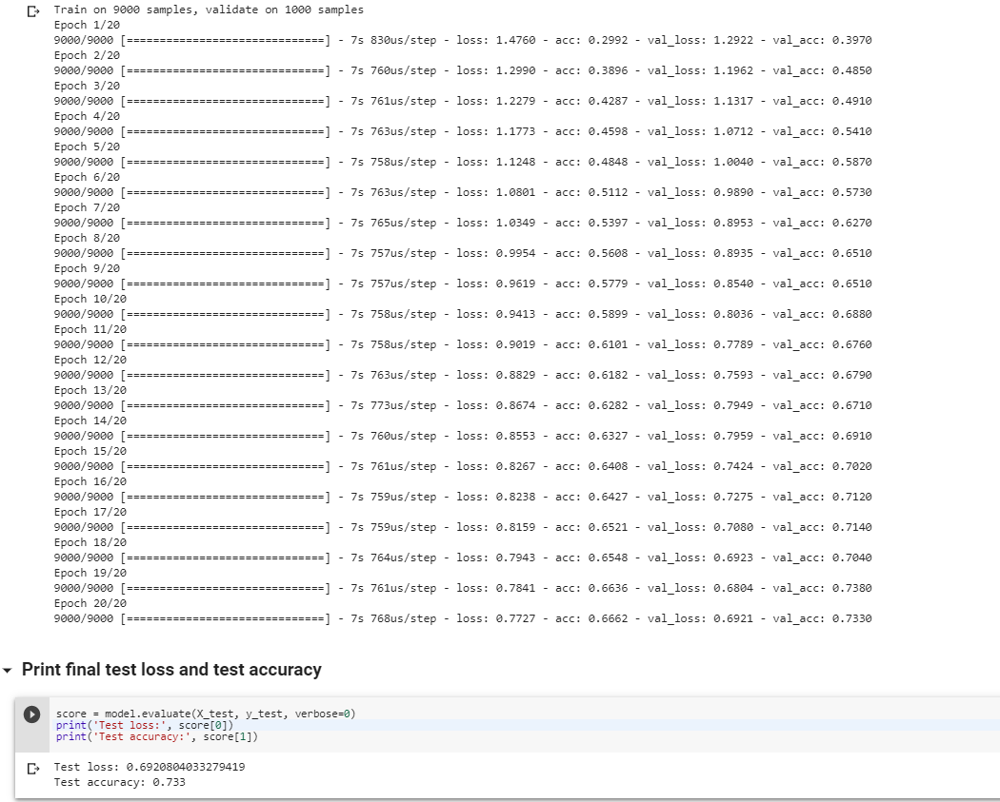 Train on 9000 samples, validate on 1000 samples
Epoch 1/20
9000/9000 [==============================] - 7s 830us/step - loss: 1.4760 - acc: 0.2992 - val_loss: 1.2922 - val_acc: 0.3970
Epoch 2/20
9000/9000 [==============================] - 7s 760us/step - loss: 1.2990 - acc: 0.3896 - val_loss: 1.1962 - val_acc: 0.4850
Epoch 3/20
9000/9000 [==============================] - 7s 761us/step - loss: 1.2279 - acc: 0.4287 - val_loss: 1.1317 - val_acc: 0.4910
Epoch 4/20
9000/9000 [==============================] - 7s 763us/step - loss: 1.1773 - acc: 0.4598 - val_loss: 1.0712 - val_acc: 0.5410
Epoch 5/20
9000/9000 [==============================] - 7s 758us/step - loss: 1.1248 - acc: 0.4848 - val_loss: 1.0040 - val_acc: 0.5870
Epoch 6/20
9000/9000 [==============================] - 7s 763us/step - loss: 1.0801 - acc: 0.5112 - val_loss: 0.9890 - val_acc: 0.5730
Epoch 7/20
9000/9000 [==============================] - 7s 765us/step - loss: 1.0349 - acc: 0.5397 - val_loss: 0.8953 - val_acc: 0.6270
Epoch 8/20
9000/9000 [==============================] - 7s 757us/step - loss: 0.9954 - acc: 0.5608 - val_loss: 0.8935 - val_acc: 0.6510
Epoch 9/20
9000/9000 [==============================] - 7s 757us/step - loss: 0.9619 - acc: 0.5779 - val_loss: 0.8540 - val_acc: 0.6510
Epoch 10/20
9000/9000 [==============================] - 7s 758us/step - loss: 0.9413 - acc: 0.5899 - val_loss: 0.8036 - val_acc: 0.6880
Epoch 11/20
9000/9000 [==============================] - 7s 758us/step - loss: 0.9019 - acc: 0.6101 - val_loss: 0.7789 - val_acc: 0.6760
Epoch 12/20
9000/9000 [==============================] - 7s 763us/step - loss: 0.8829 - acc: 0.6182 - val_loss: 0.7593 - val_acc: 0.6790
Epoch 13/20
9000/9000 [==============================] - 7s 773us/step - loss: 0.8674 - acc: 0.6282 - val_loss: 0.7949 - val_acc: 0.6710
Epoch 14/20
9000/9000 [==============================] - 7s 760us/step - loss: 0.8553 - acc: 0.6327 - val_loss: 0.7959 - val_acc: 0.6910
Epoch 15/20
9000/9000 [==============================] - 7s 761us/step - loss: 0.8267 - acc: 0.6408 - val_loss: 0.7424 - val_acc: 0.7020
Epoch 16/20
9000/9000 [==============================] - 7s 759us/step - loss: 0.8238 - acc: 0.6427 - val_loss: 0.7275 - val_acc: 0.7120
Epoch 17/20
9000/9000 [==============================] - 7s 759us/step - loss: 0.8159 - acc: 0.6521 - val_loss: 0.7080 - val_acc: 0.7140
Epoch 18/20
9000/9000 [==============================] - 7s 764us/step - loss: 0.7943 - acc: 0.6548 - val_loss: 0.6923 - val_acc: 0.7040
Epoch 19/20
9000/9000 [==============================] - 7s 761us/step - loss: 0.7841 - acc: 0.6636 - val_loss: 0.6804 - val_acc: 0.7380
Epoch 20/20
9000/9000 [==============================] - 7s 768us/step - loss: 0.7727 - acc: 0.6662 - val_loss: 0.6921 - val_acc: 0.7330
Print final test loss and test accuracy
score = model.evaluate(X_test, y_test, verbose=0)
print('Test loss:', score[0])
print('Test accuracy:', score[1])
Test loss: 0.6920804033279419
Test accuracy: 0.733